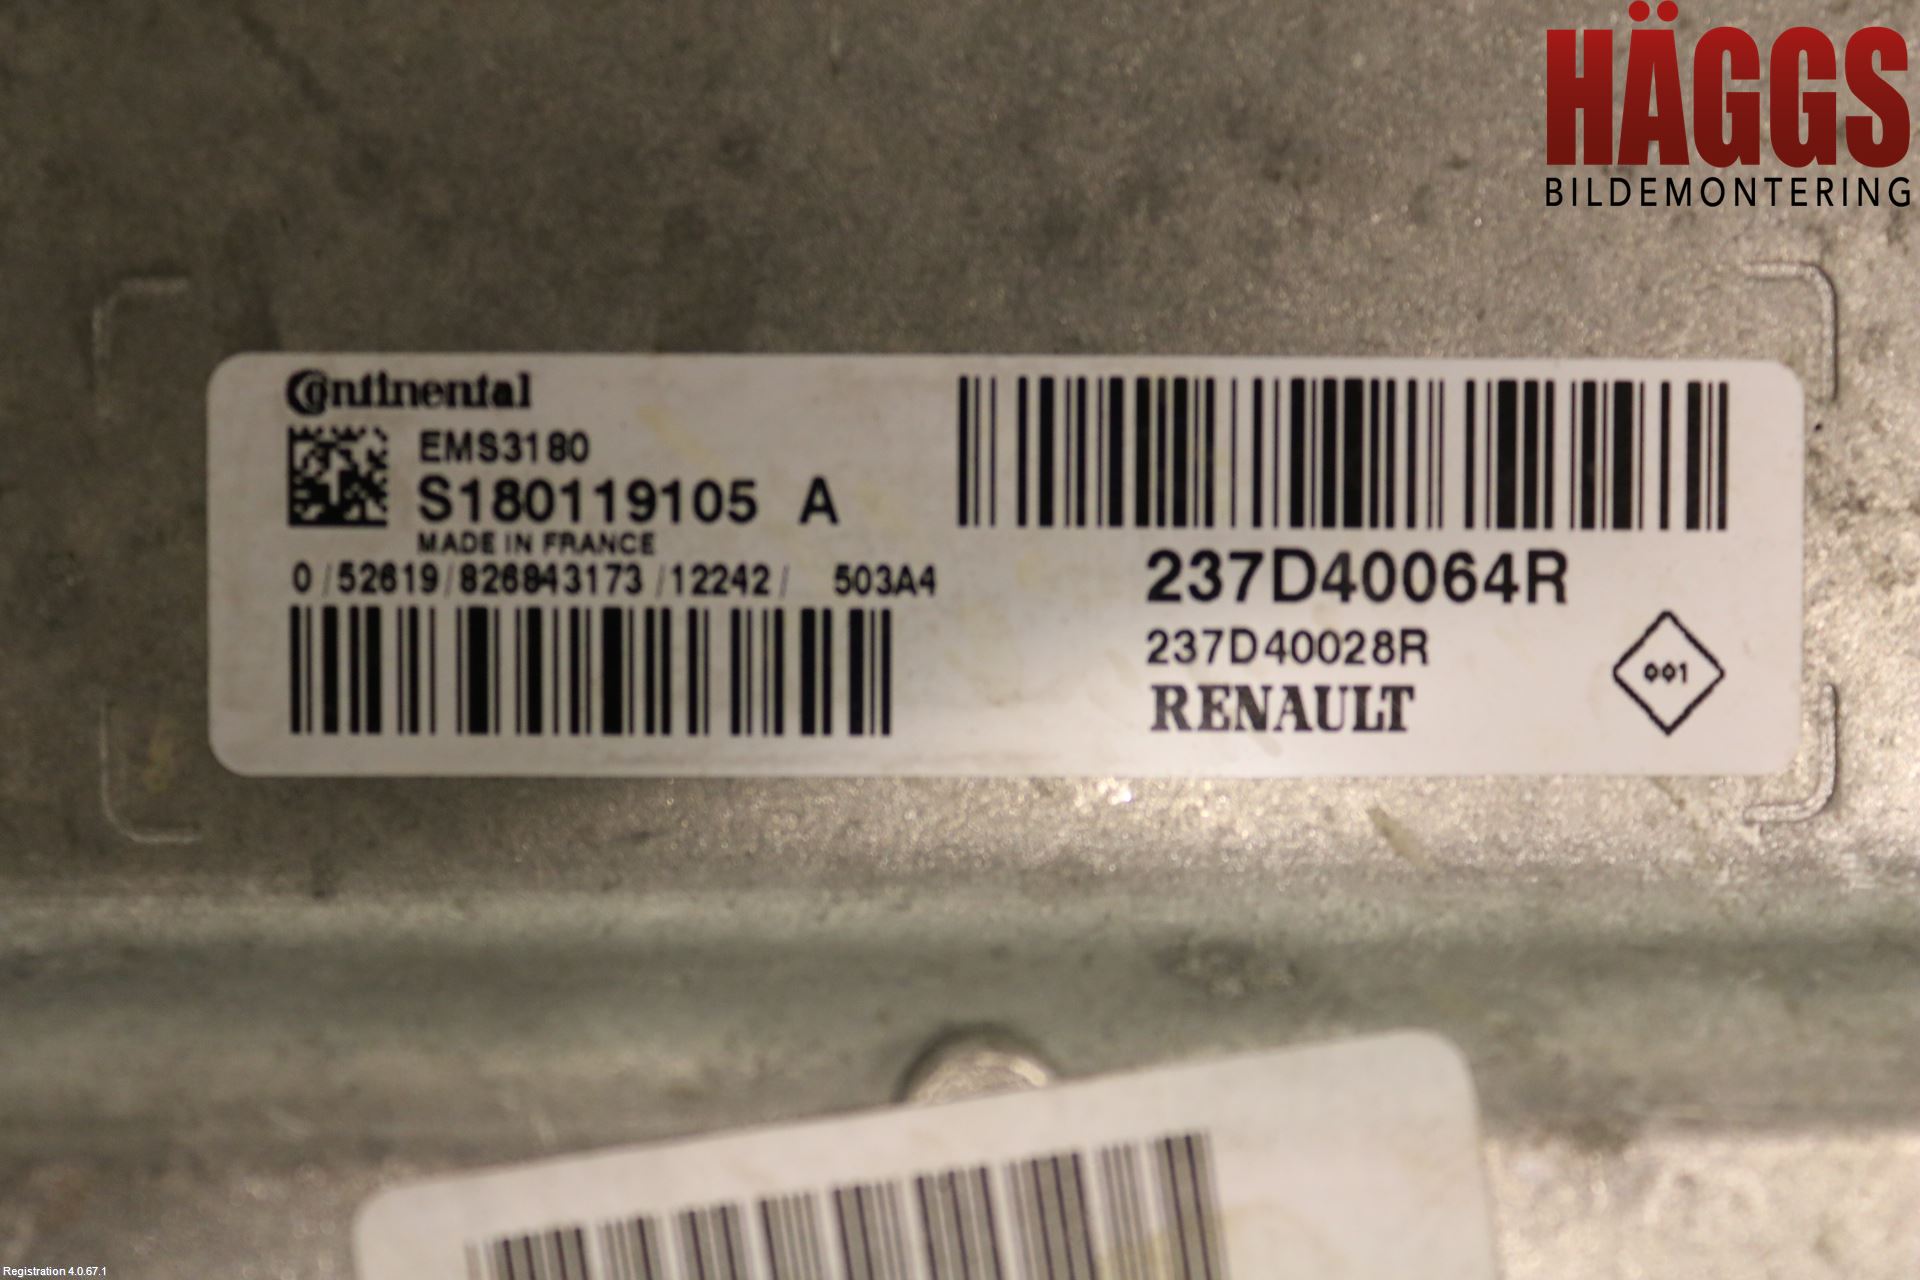 HÄGGS
BILDEMONTERING
Continental
EMS3180
S180119105 A
MADE IN FRANCE
0 / 52619 / 826843173 / 12242 / 503A4
237D40064R
237D40028R
RENAULT
001
Registration 4.0.67.1